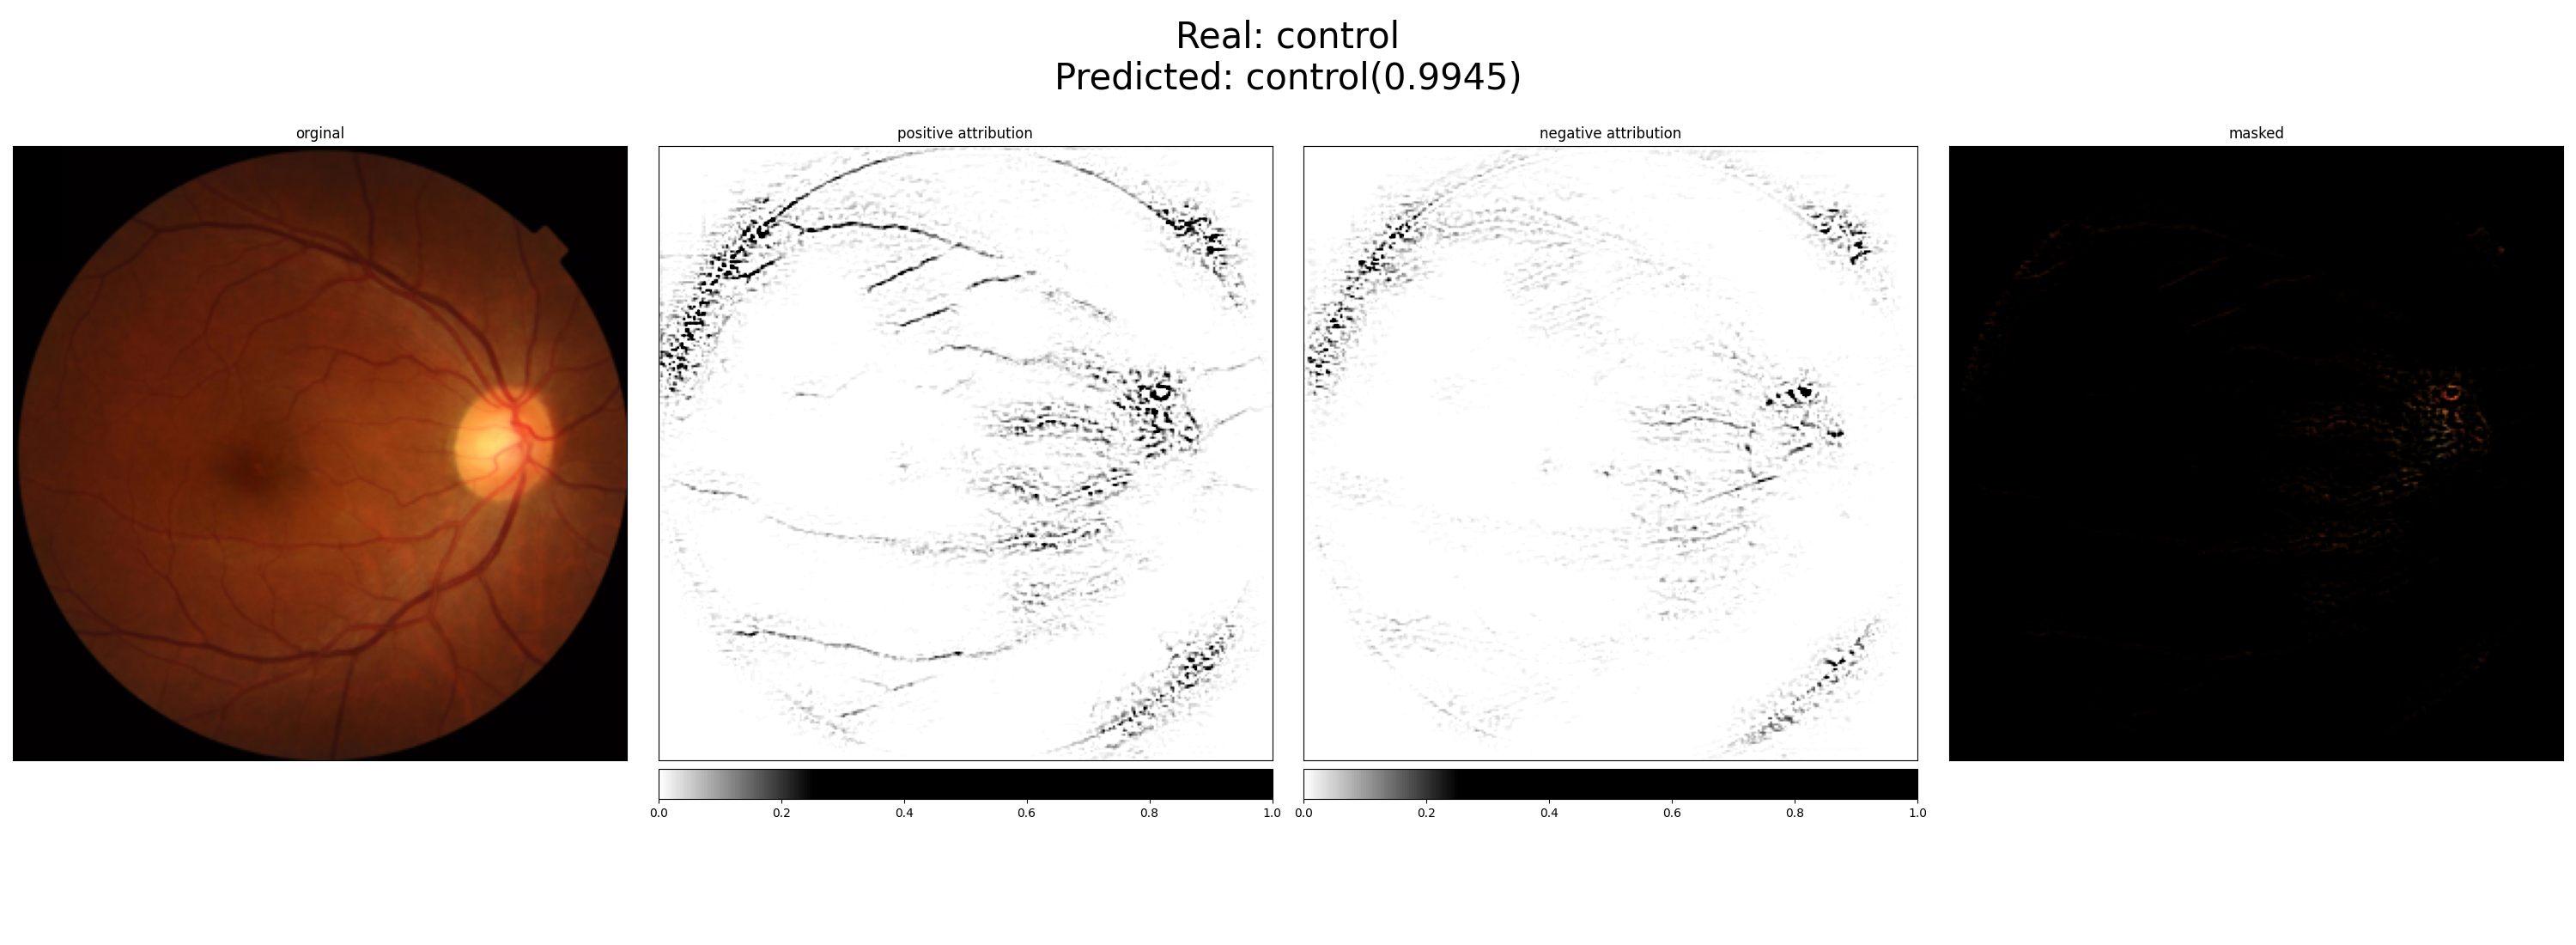 Real: control
Predicted: control(0.9945)
orginal
positive attribution
negative attribution
masked
0.0 0.2 0.4 0.6 0.8 1.0
0.0 0.2 0.4 0.6 0.8 1.0